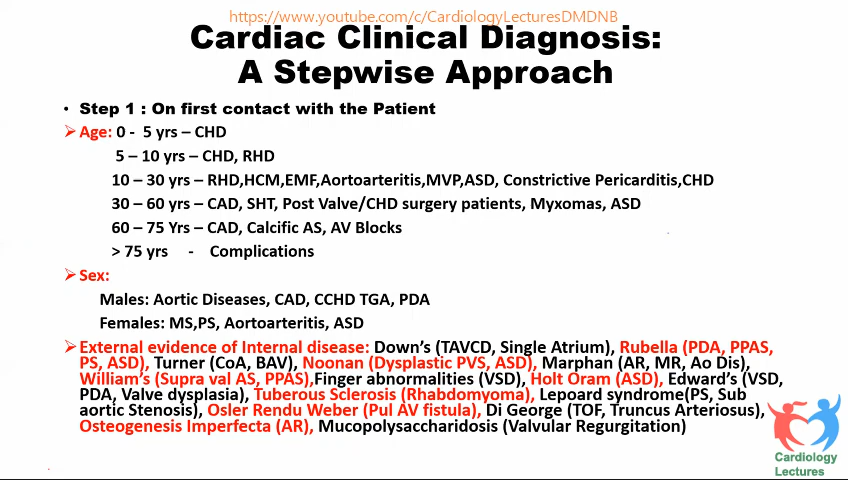 https://www.youtube.com/c/CardiologyLecturesDMDNB
Cardiac Clinical Diagnosis:
A Stepwise Approach
• Step 1 : On first contact with the Patient
➢Age: 0 - 5 yrs – CHD
5 – 10 yrs – CHD, RHD
10 – 30 yrs – RHD,HCM,EMF,Aortoarteritis,MVP,ASD, Constrictive Pericarditis,CHD
30 – 60 yrs – CAD, SHT, Post Valve/CHD surgery patients, Myxomas, ASD
60 – 75 Yrs – CAD, Calcific AS, AV Blocks
> 75 yrs - Complications
➢Sex:
Males: Aortic Diseases, CAD, CCHD TGA, PDA
Females: MS,PS, Aortoarteritis, ASD
➢External evidence of Internal disease: Down's (TAVCD, Single Atrium), Rubella (PDA, PPAS,
PS, ASD), Turner (CoA, BAV), Noonan (Dysplastic PVS, ASD), Marphan (AR, MR, Ao Dis),
William's (Supra val AS, PPAS),Finger abnormalities (VSD), Holt Oram (ASD), Edward's (VSD,
PDA, Valve dysplasia), Tuberous Sclerosis (Rhabdomyoma), Lepoard syndrome(PS, Sub
aortic Stenosis), Osler Rendu Weber (Pul AV fistula), Di George (TOF, Truncus Arteriosus),
Osteogenesis Imperfecta (AR), Mucopolysaccharidosis (Valvular Regurgitation)
Cardiology
Lectures